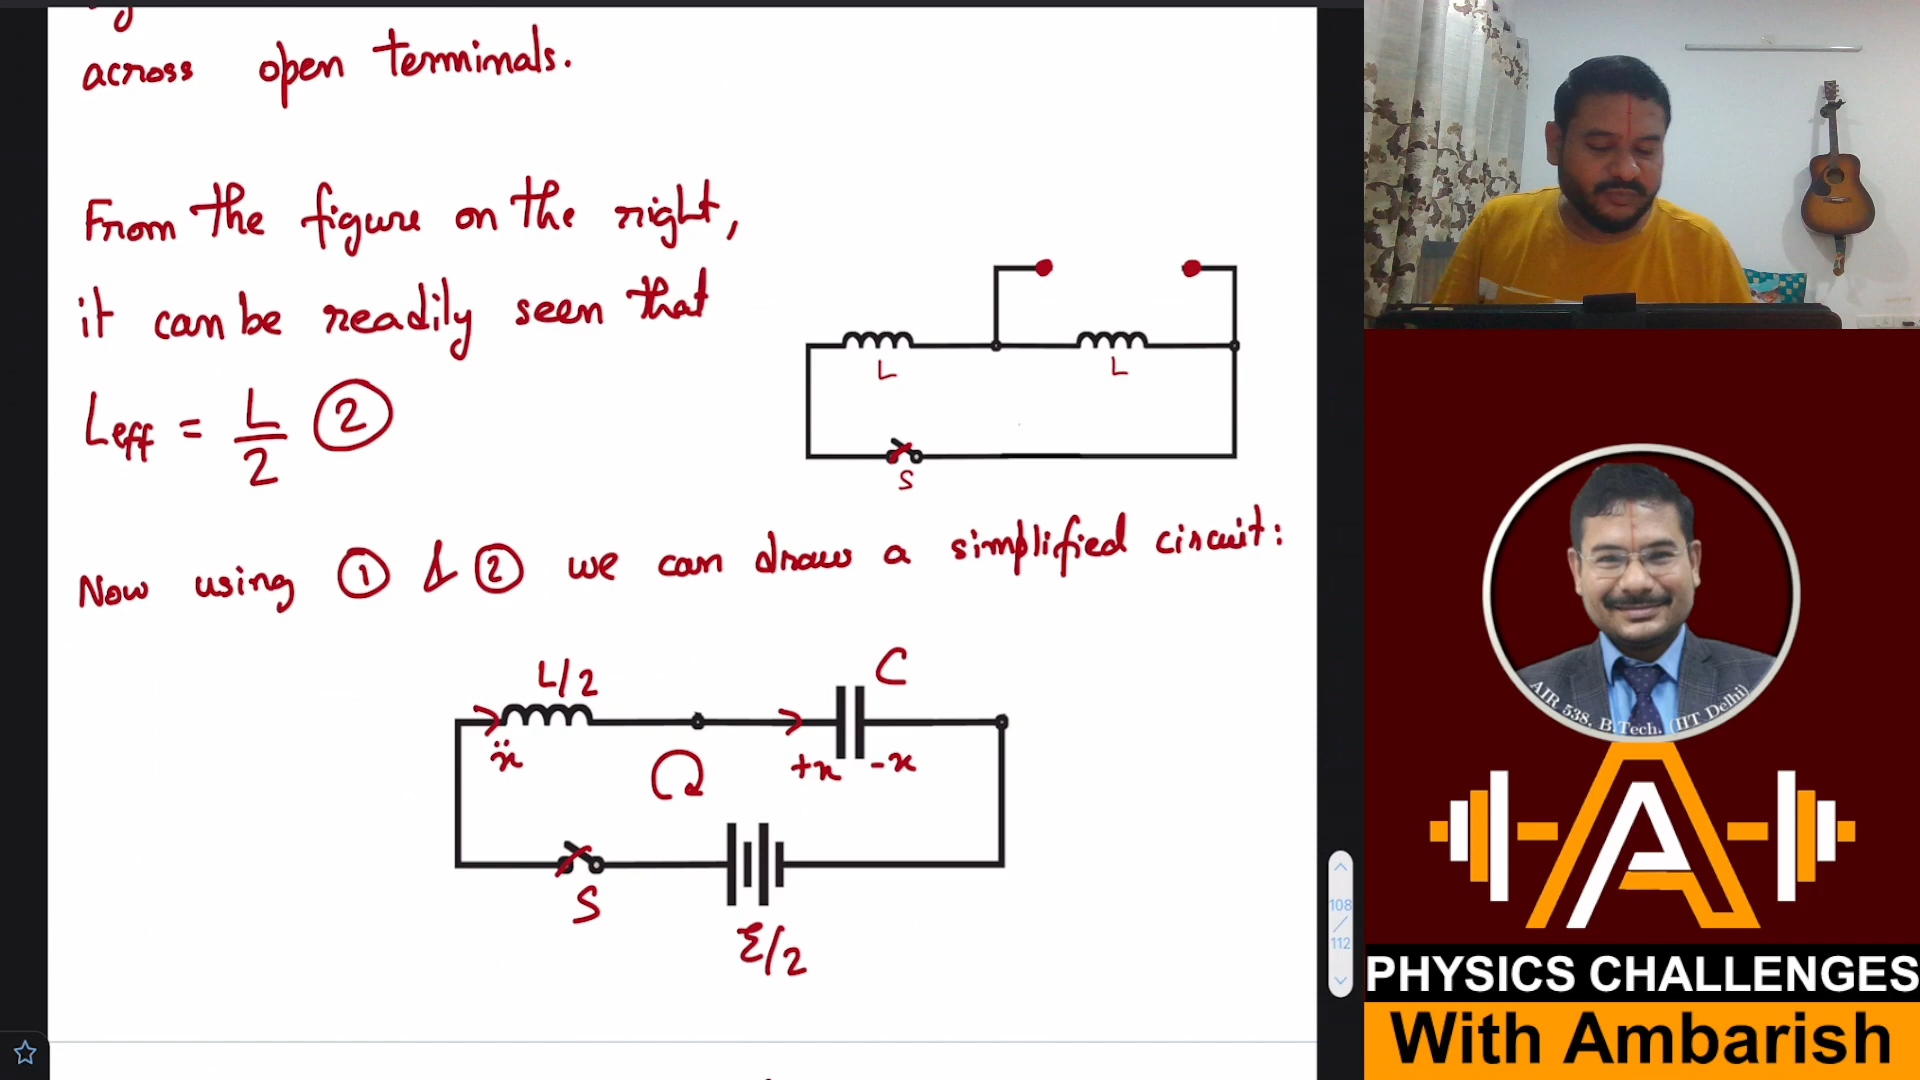 across open terminals.
From the figure on the right,
it can be readily seen that
Leff = L/2 ②
L
L
S
Now using ① & ② we can draw a simplified circuit:
L/2
C
ẍ
+x
-x
S
Ɛ/2
108
/
112
AIR 538. B.Tech. (IIT Delhi)
A
PHYSICS CHALLENGES
With Ambarish